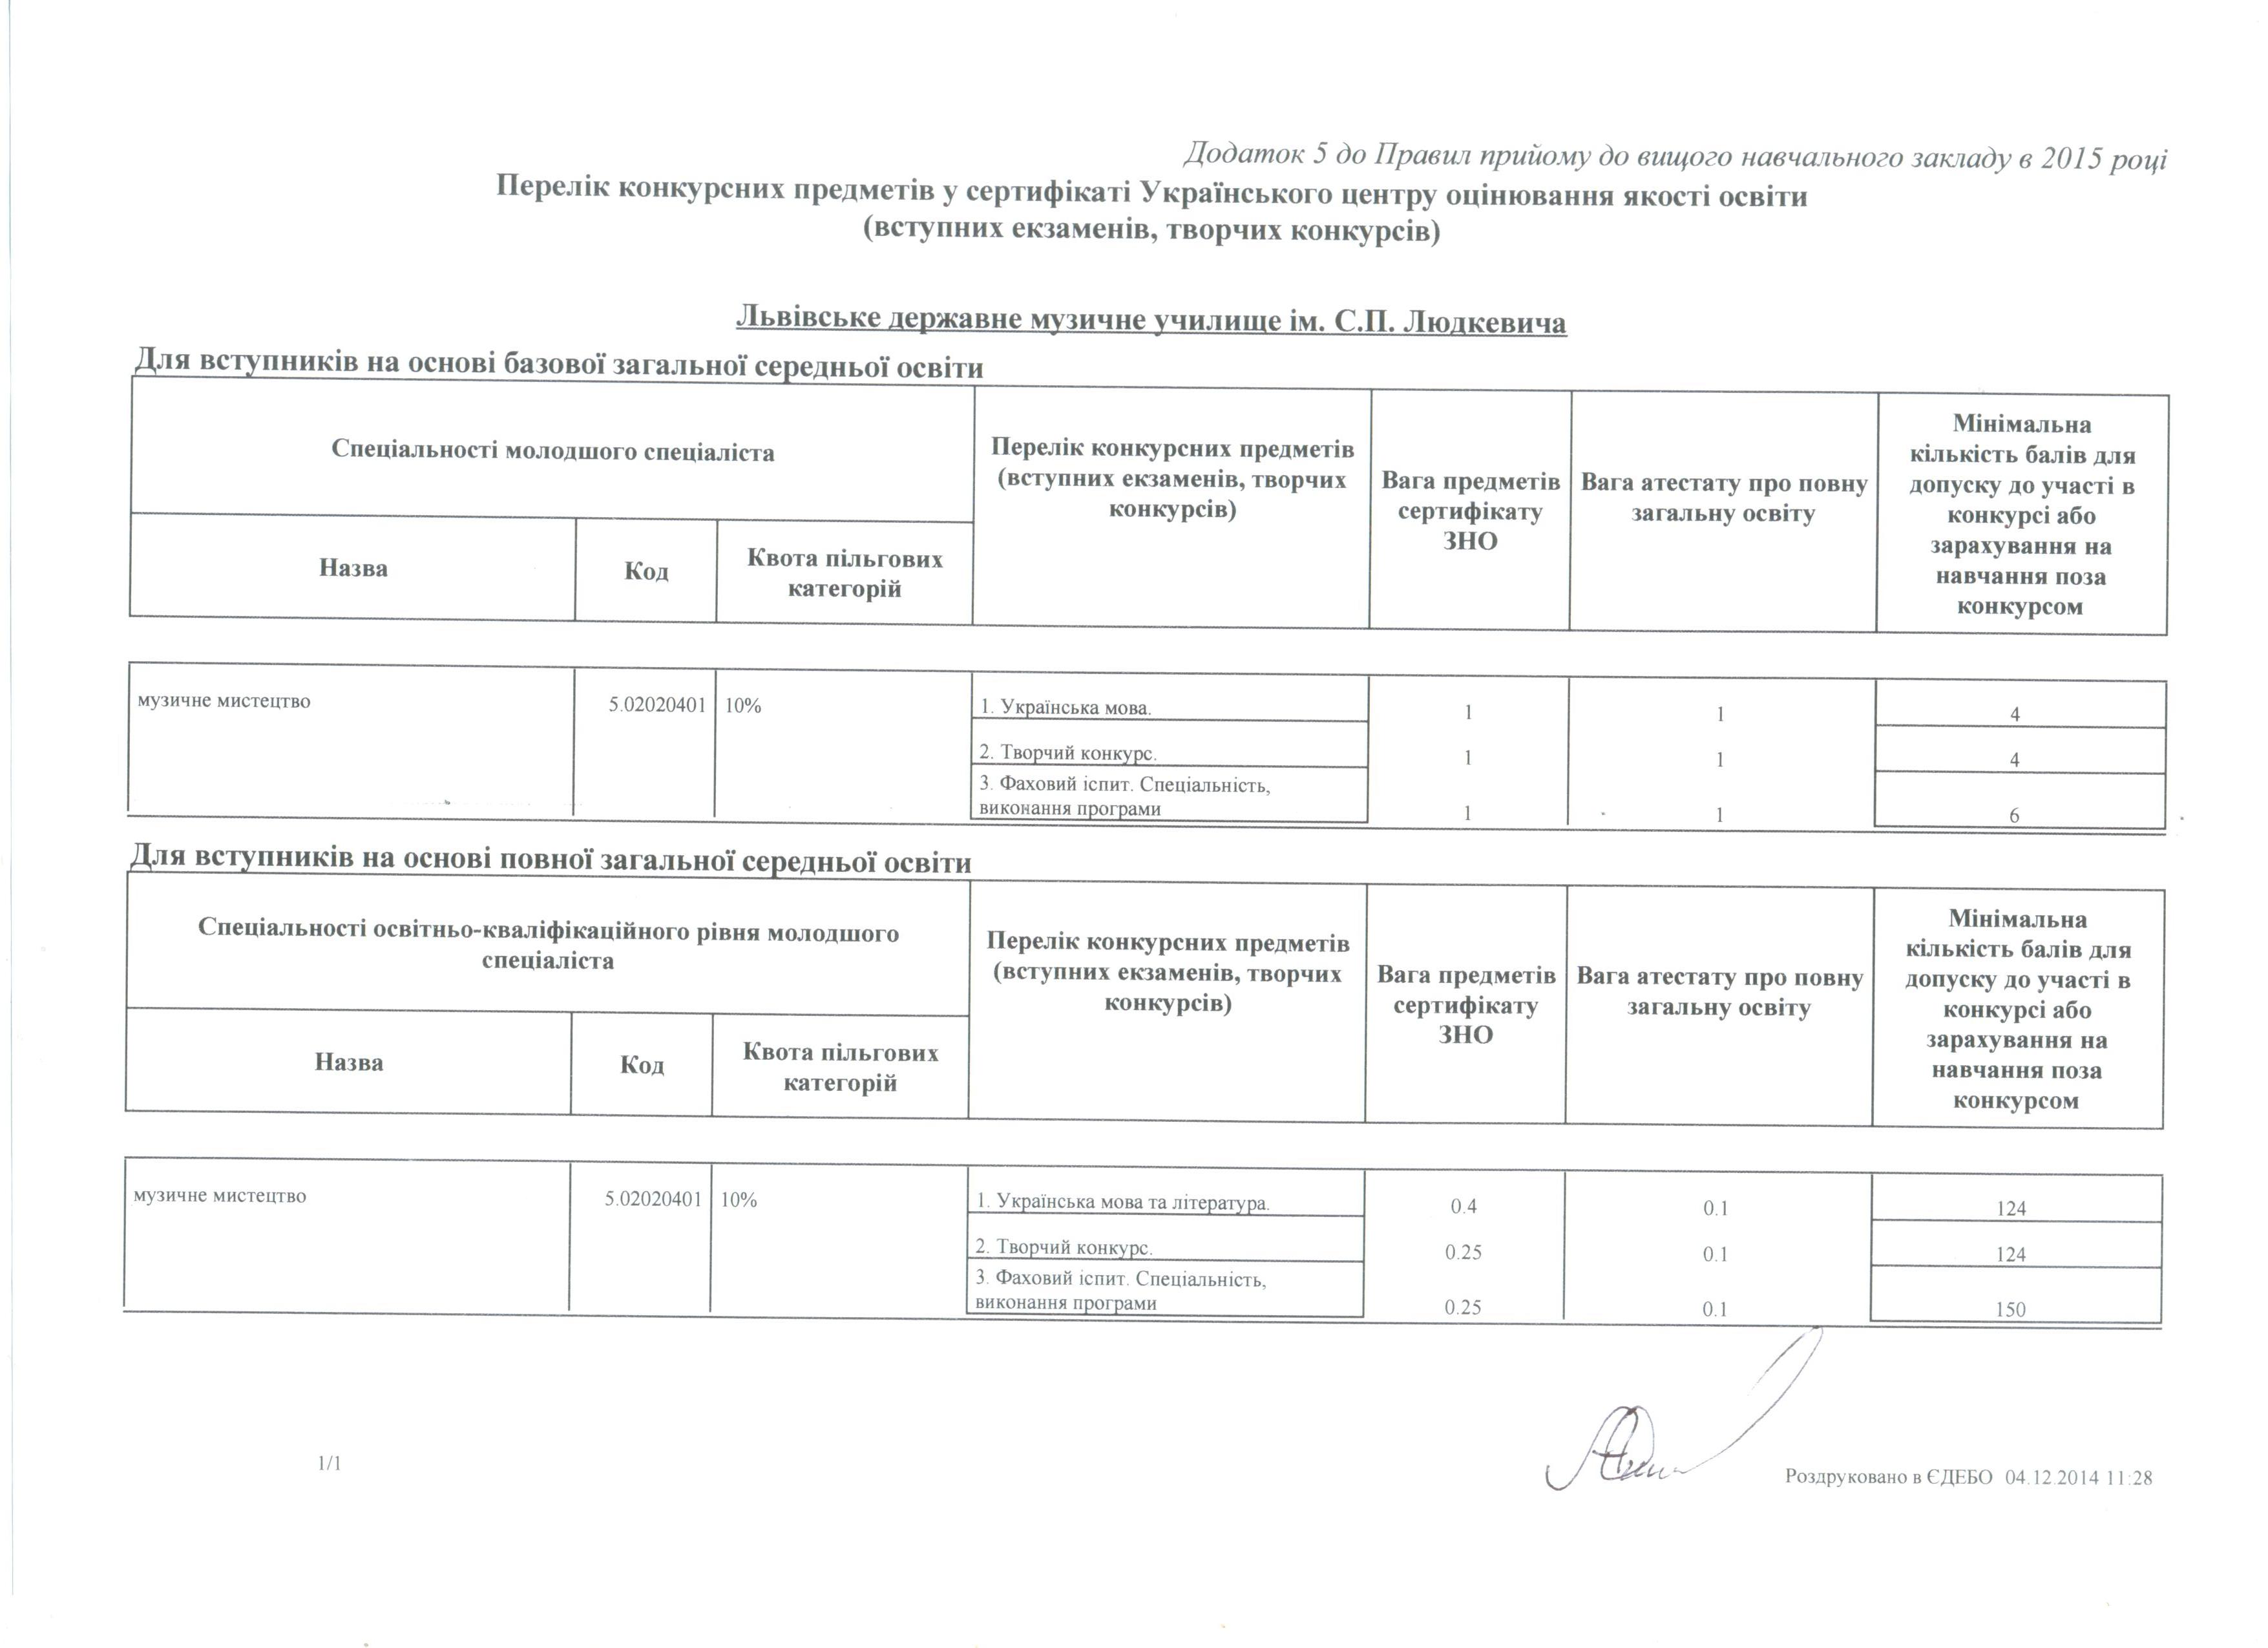 Додаток 5 до Правил прийому до вищого навчального закладу в 2015 році
Перелік конкурсних предметів у сертифікаті Українського центру оцінювання якості освіти
(вступних екзаменів, творчих конкурсів)
Львівське державне музичне училище ім. С.П. Людкевича
Для вступників на основі базової загальної середньої освіти
Спеціальності молодшого спеціаліста
Назва
Код
Квота пільгових
категорій
Перелік конкурсних предметів
(вступних екзаменів, творчих
конкурсів)
Вага предметів
сертифікату
ЗНО
Вага атестату про повну
загальну освіту
Мінімальна
кількість балів для
допуску до участі в
конкурсі або
зарахування на
навчання поза
конкурсом
музичне мистецтво 5.02020401 10% 1. Українська мова. 1 1 4
2. Творчий конкурс. 1 1 4
3. Фаховий іспит. Спеціальність,
виконання програми 1 1 6
Для вступників на основі повної загальної середньої освіти
Спеціальності освітньо-кваліфікаційного рівня молодшого
спеціаліста
Назва
Код
Квота пільгових
категорій
Перелік конкурсних предметів
(вступних екзаменів, творчих
конкурсів)
Вага предметів
сертифікату
ЗНО
Вага атестату про повну
загальну освіту
Мінімальна
кількість балів для
допуску до участі в
конкурсі або
зарахування на
навчання поза
конкурсом
музичне мистецтво 5.02020401 10% 1. Українська мова та література. 0.4 0.1 124
2. Творчий конкурс. 0.25 0.1 124
3. Фаховий іспит. Спеціальність,
виконання програми 0.25 0.1 150
1/1
Роздруковано в ЄДЕБО 04.12.2014 11:28